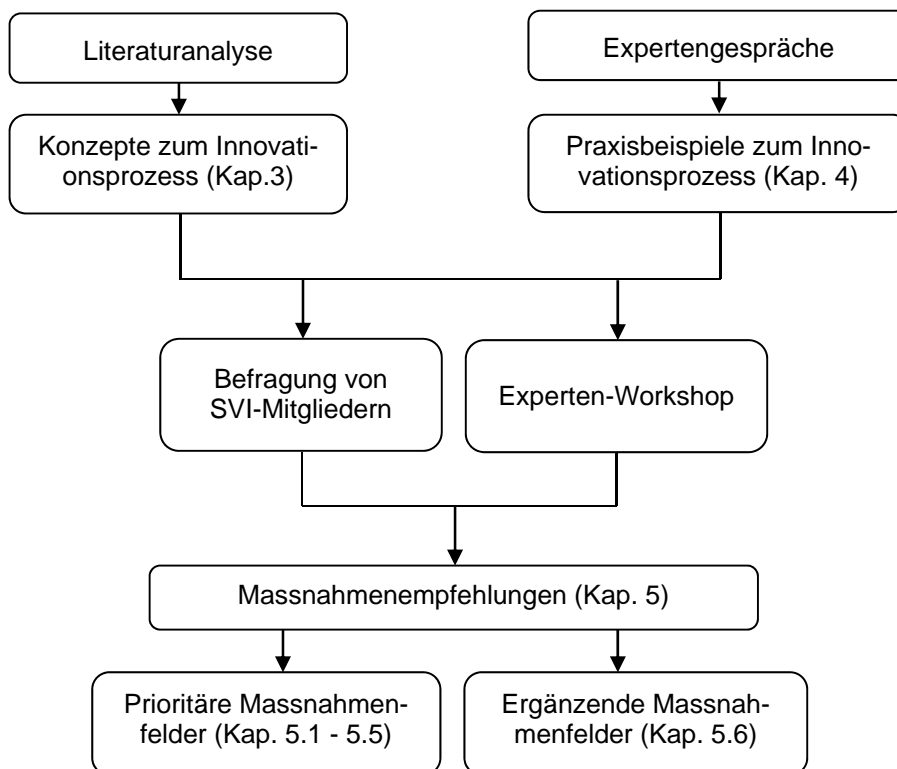 Literaturanalyse
Expertengespräche
Konzepte zum Innovati-
onsprozess (Kap.3)
Praxisbeispiele zum Inno-
vationsprozess (Kap. 4)
Befragung von
SVI-Mitgliedern
Experten-Workshop
Massnahmenempfehlungen (Kap. 5)
Prioritäre Massnahmen-
felder (Kap. 5.1 - 5.5)
Ergänzende Massnah-
menfelder (Kap. 5.6)